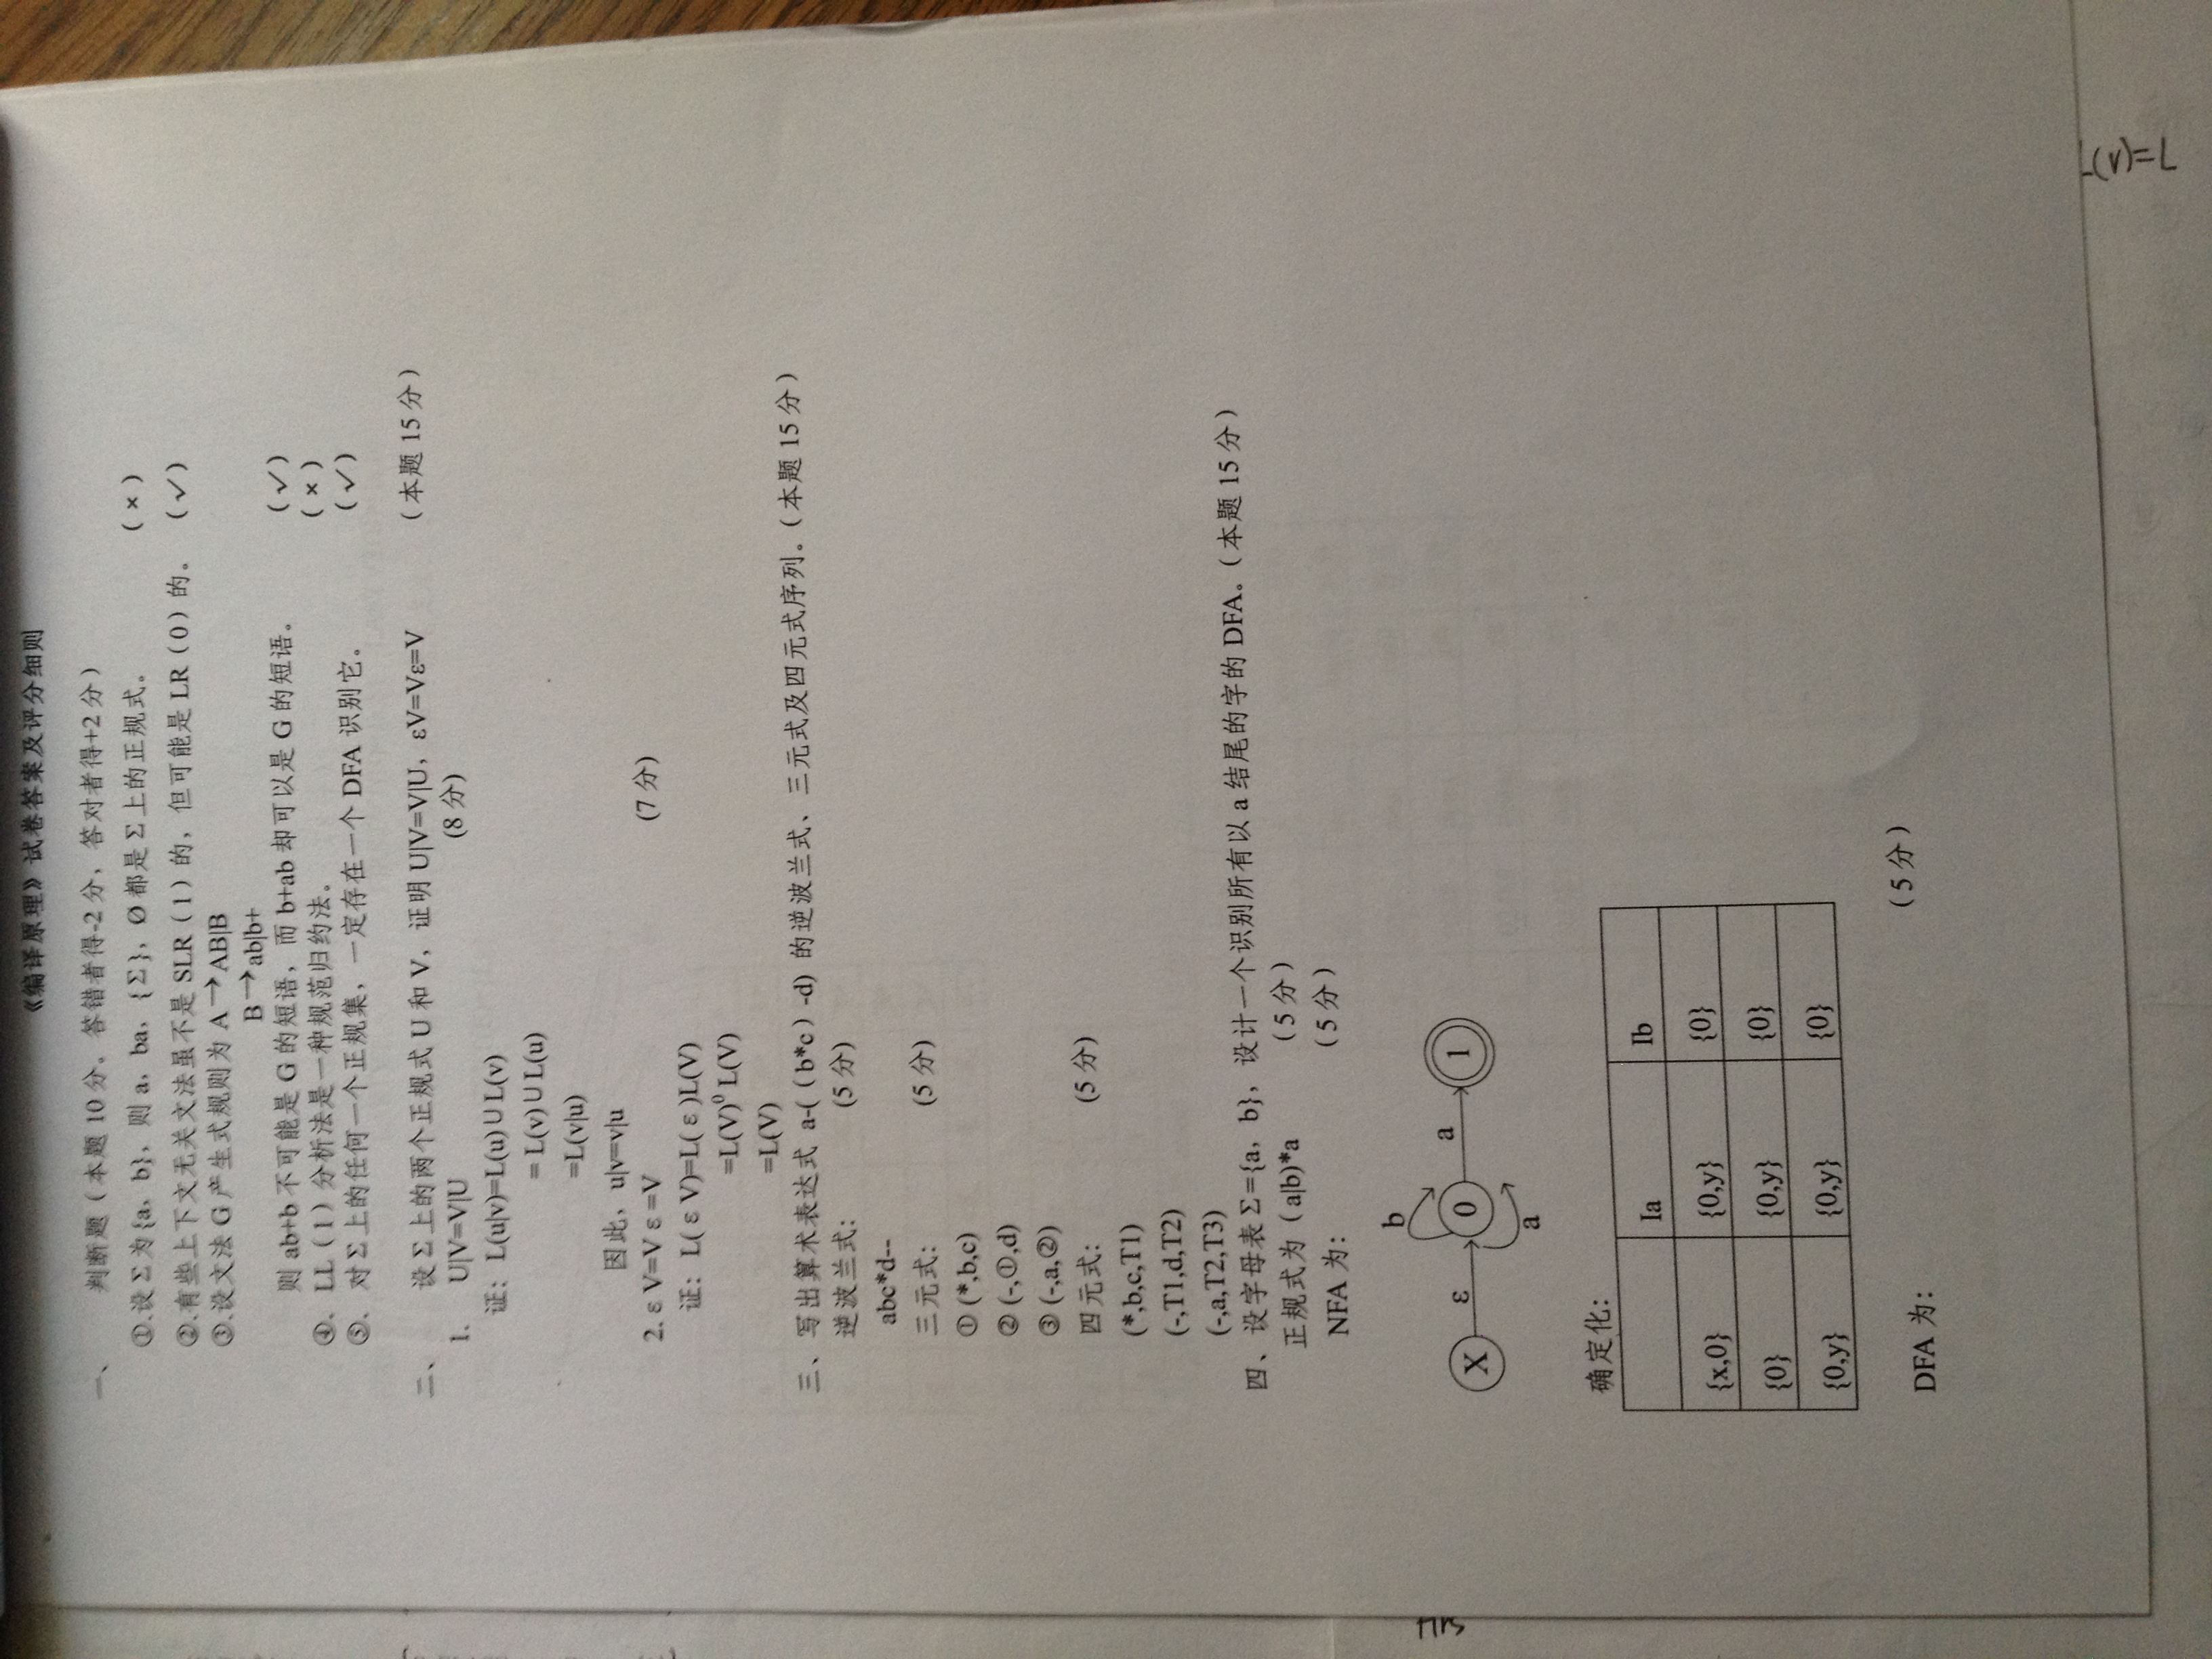 《编译原理》试卷答案及评分细则
一、 判断题（本题 10 分。答错者得-2 分，答对者得+2 分）
①.设Σ为{a，b}，则 a，ba，{Σ}，Ø 都是Σ上的正规式。 （×）
②.有些上下文无关文法虽不是 SLR（1）的，但可能是 LR（0）的。 （✓）
③.设文法 G 产生式规则为 A→AB|B
B→ab|b+
则 ab+b 不可能是 G 的短语，而 b+ab 却可以是 G 的短语。 （✓）
④、LL（1）分析法是一种规范归约法。 （×）
⑤、对Σ上的任何一个正规集，一定存在一个 DFA 识别它。 （✓）
二、 设Σ上的两个正规式 U 和 V，证明 U|V=V|U，εV=Vε=V （本题 15 分）
1. U|V=V|U (8 分)
证：L(u|v)=L(u)∪L(v)
= L(v)∪L(u)
=L(v|u)
因此，u|v=v|u
2. ε V=V ε =V (7 分)
证：L( ε V)=L( ε )L(V)
=L(V)⁰ L(V)
=L(V)
三、写出算术表达式 a-(（b*c）-d) 的逆波兰式、三元式及四元式序列。（本题 15 分）
逆波兰式: (5 分)
abc*d--
三元式: (5 分)
① (*,b,c)
② (-,①,d)
③ (-,a,②)
四元式: (5 分)
(*,b,c,T1)
(-,T1,d,T2)
(-,a,T2,T3)
四、设字母表Σ={a，b}，设计一个识别所有以 a 结尾的字的 DFA。（本题 15 分）
正规式为（a|b)*a （5 分）
NFA 为: （5 分）
b
X ε 0 a 1
a
确定化:
Ia Ib
{x,0} {0,y} {0}
{0} {0,y} {0}
{0,y} {0,y} {0}
（5 分）
DFA 为:
(v)=L